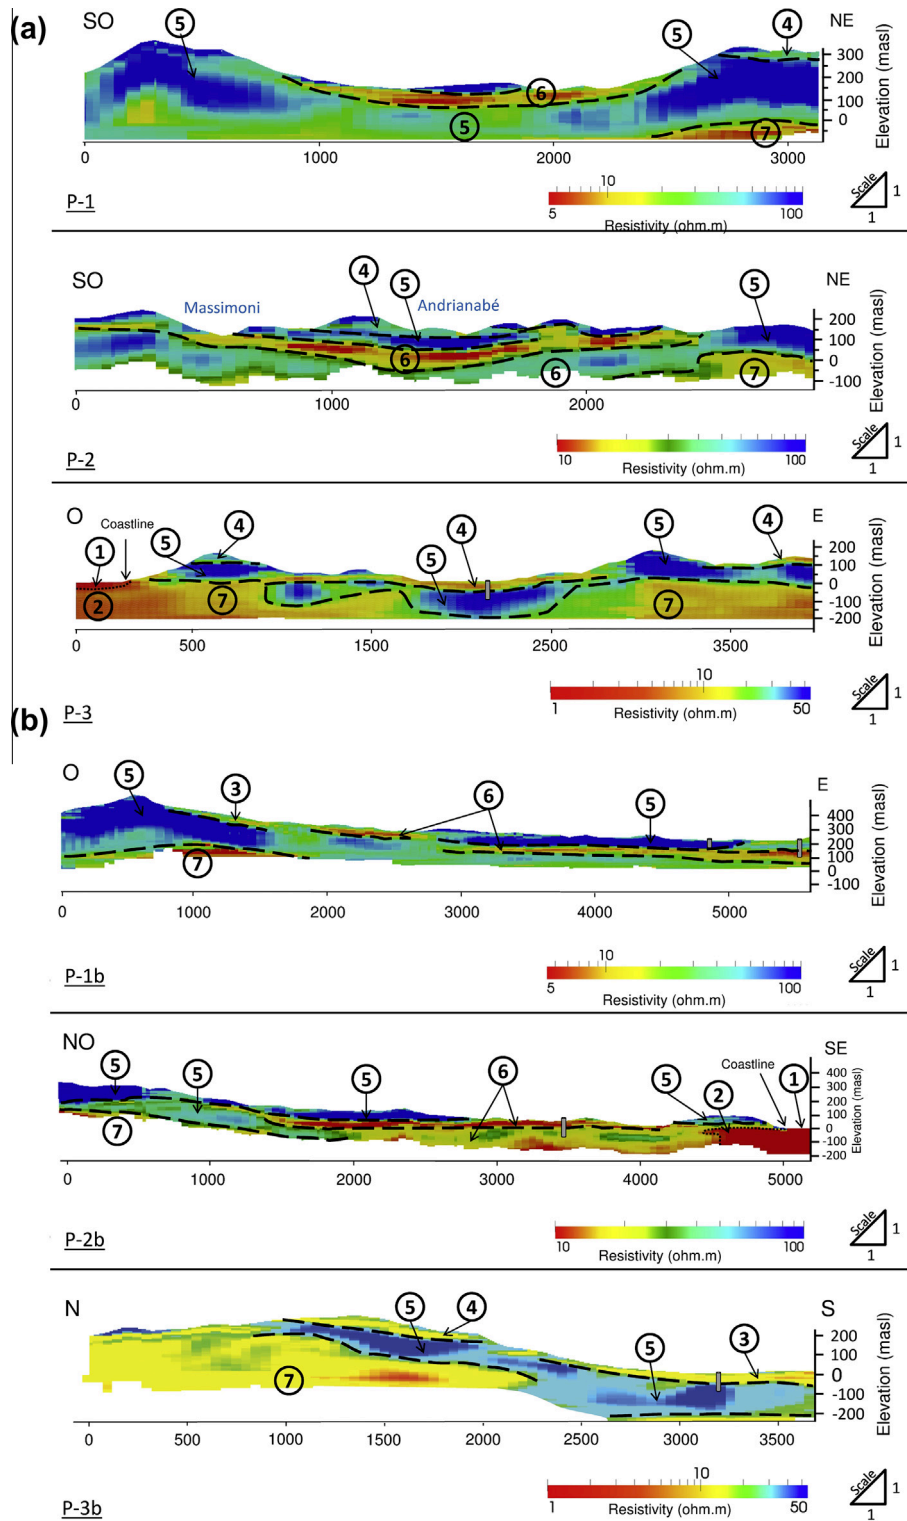 (a)
SO 5 5 4 NE
6
5
7
300
200
100
0
Elevation (masl)
0 1000 2000 3000
P-1
10
5 100
Resistivity (ohm.m)
Scale 1
1
SO 4 5 5 NE
Massimoni Andrianabé
6 6 7
200
100
0
-100
Elevation (masl)
0 1000 2000
P-2
10 100
Resistivity (ohm.m)
Scale 1
1
O E
Coastline
1 5 4 4 5 5 4
2 7 7
200
100
0
-100
-200
Elevation (masl)
0 500 1500 2500 3500
P-3
10
1 50
Resistivity (ohm.m)
Scale 1
1
(b)
O E
5 3 6 5
7
400
300
200
100
0
-100
Elevation (masl)
0 1000 2000 3000 4000 5000
P-1b
10
5 100
Resistivity (ohm.m)
Scale 1
1
NO SE
Coastline
5 5 5 6 5 2 1
7
400
300
200
100
0
-100
-200
Elevation (masl)
0 1000 2000 3000 4000 5000
P-2b
10 100
Resistivity (ohm.m)
Scale 1
1
N S
5 4 5 3
7
200
100
0
-100
-200
Elevation (masl)
0 500 1000 1500 2000 2500 3000 3500
P-3b
10
1 50
Resistivity (ohm.m)
Scale 1
1